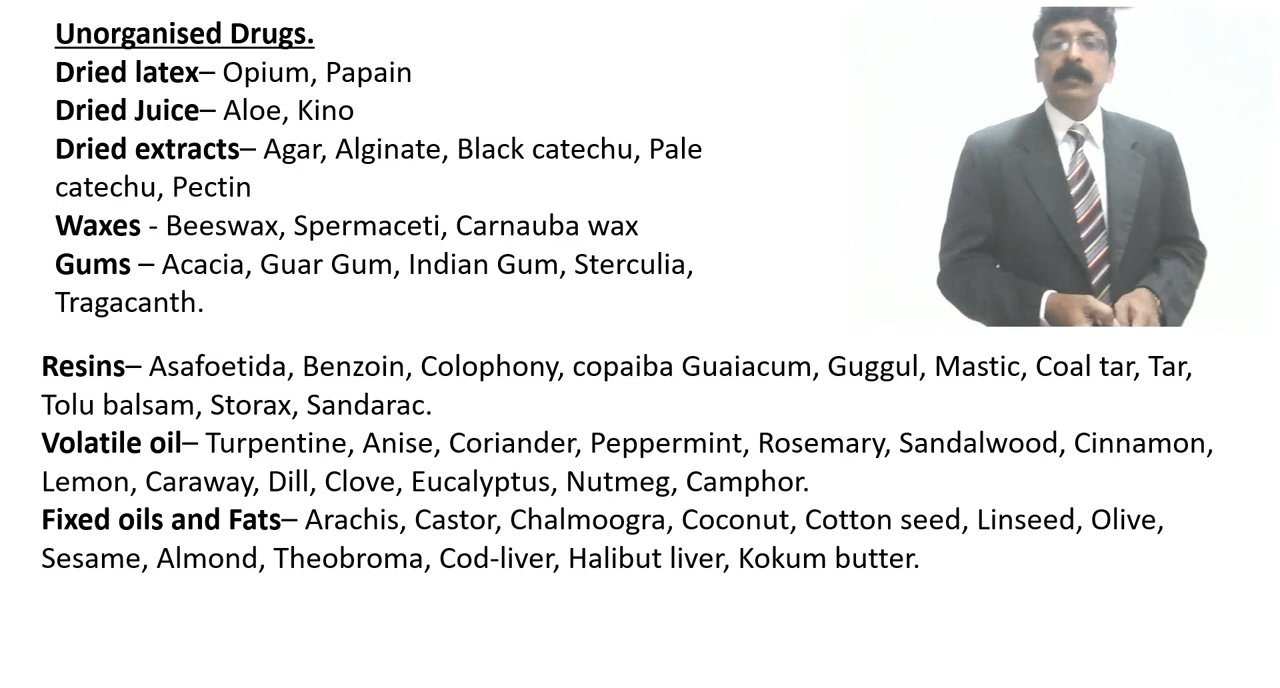 Unorganised Drugs.
Dried latex– Opium, Papain
Dried Juice– Aloe, Kino
Dried extracts– Agar, Alginate, Black catechu, Pale
catechu, Pectin
Waxes - Beeswax, Spermaceti, Carnauba wax
Gums – Acacia, Guar Gum, Indian Gum, Sterculia,
Tragacanth.
Resins– Asafoetida, Benzoin, Colophony, copaiba Guaiacum, Guggul, Mastic, Coal tar, Tar,
Tolu balsam, Storax, Sandarac.
Volatile oil– Turpentine, Anise, Coriander, Peppermint, Rosemary, Sandalwood, Cinnamon,
Lemon, Caraway, Dill, Clove, Eucalyptus, Nutmeg, Camphor.
Fixed oils and Fats– Arachis, Castor, Chalmoogra, Coconut, Cotton seed, Linseed, Olive,
Sesame, Almond, Theobroma, Cod-liver, Halibut liver, Kokum butter.